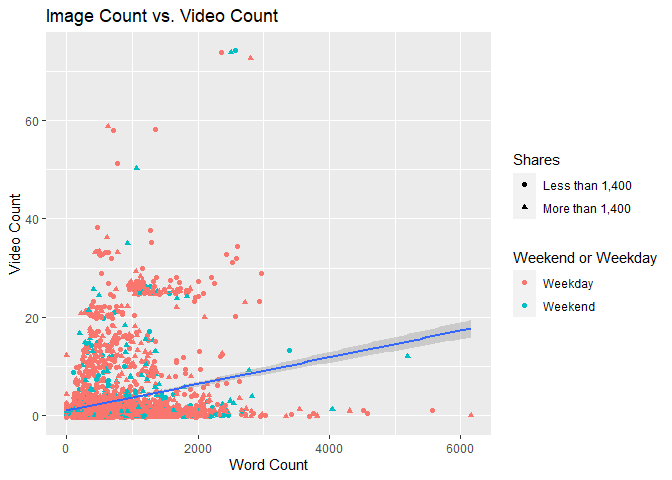 Image Count vs. Video Count
Video Count
60
40
20
0
0
2000
4000
6000
Word Count
Shares
Less than 1,400
More than 1,400
Weekend or Weekday
Weekday
Weekend